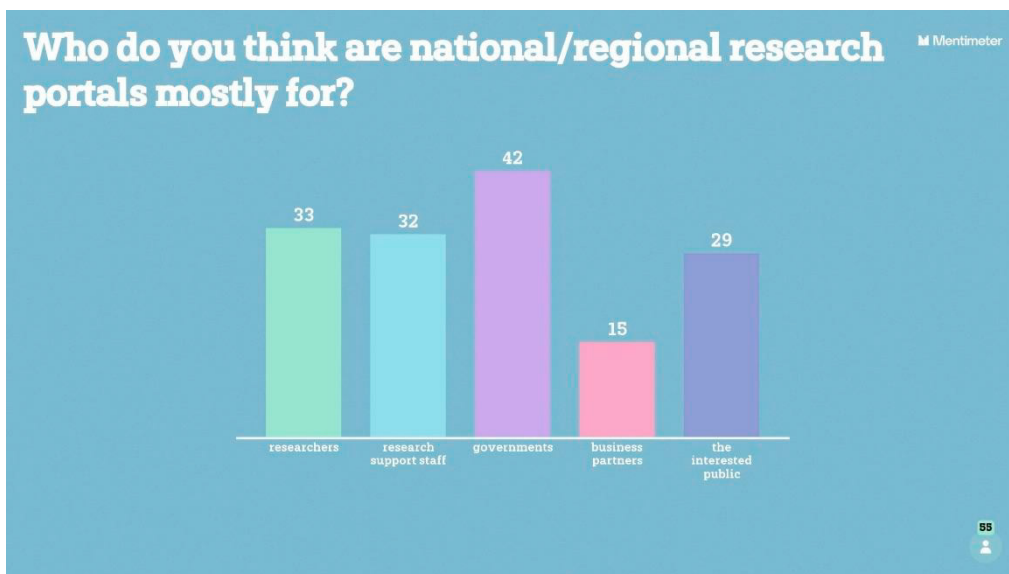 Who do you think are national/regional research
portals mostly for?
Mentimeter
42
33
32
29
15
researchers
research
support staff
governments
business
partners
the
interested
public
55